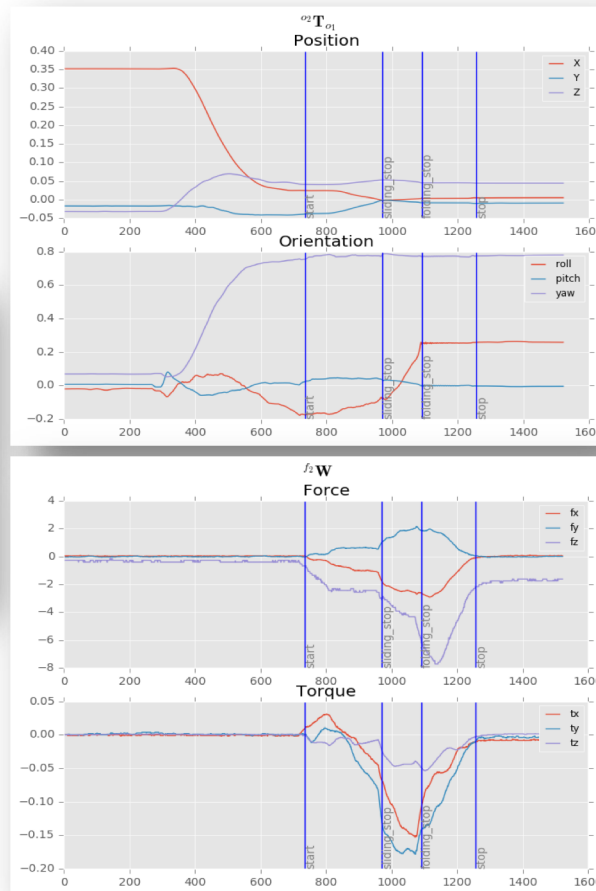 o₂Tₒ₁
Position
0.40
0.35
0.30
0.25
0.20
0.15
0.10
0.05
0.00
−0.05
X
Y
Z
start
sliding_stop
folding_stop
stop
0 200 400 600 800 1000 1200 1400 1600
Orientation
0.8
0.6
0.4
0.2
0.0
−0.2
roll
pitch
yaw
start
sliding_stop
folding_stop
stop
0 200 400 600 800 1000 1200 1400 1600
f₂W
Force
4
2
0
−2
−4
−6
−8
fx
fy
fz
start
sliding_stop
folding_stop
stop
0 200 400 600 800 1000 1200 1400 1600
Torque
0.05
0.00
−0.05
−0.10
−0.15
−0.20
tx
ty
tz
start
sliding_stop
folding_stop
stop
0 200 400 600 800 1000 1200 1400 1600